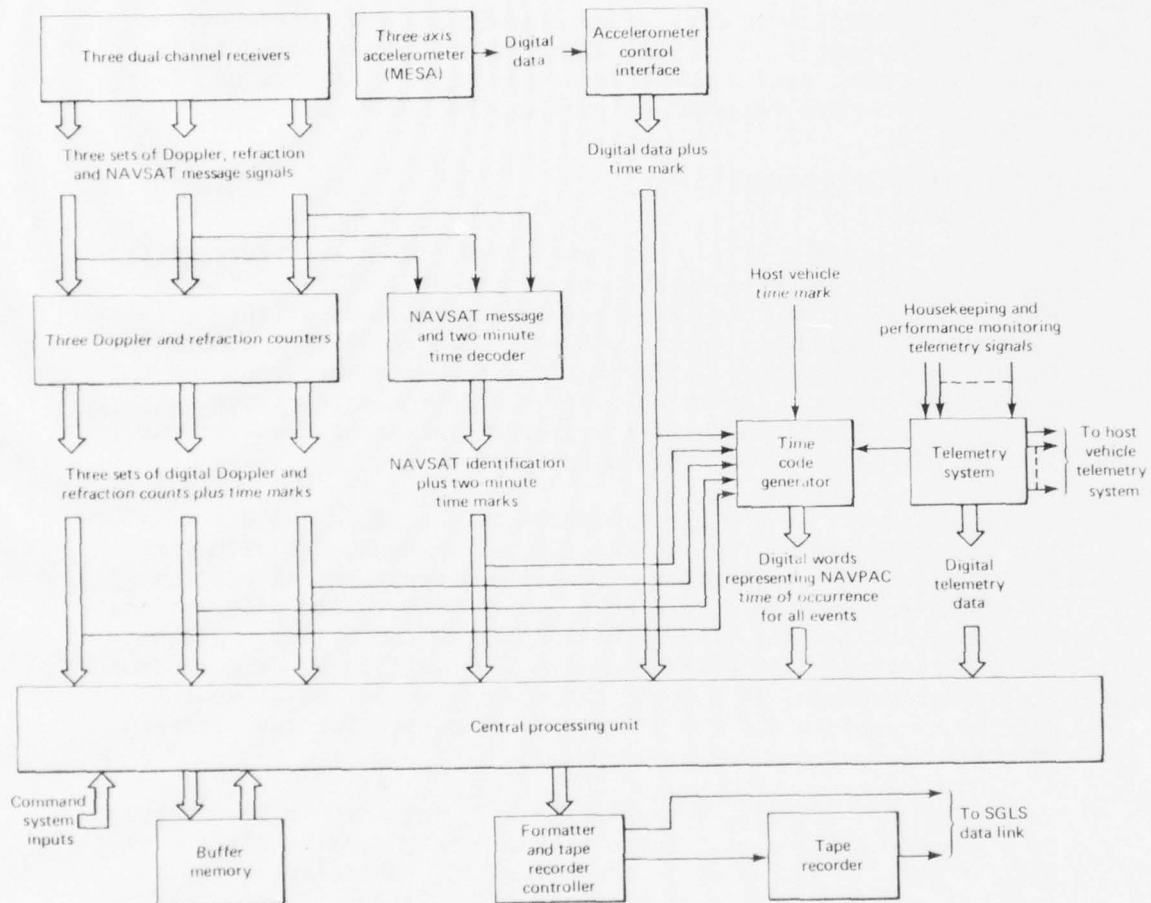 Three dual channel receivers
Three axis
accelerometer
(MESA)
Digital
data
Accelerometer
control
interface
Three sets of Doppler, refraction
and NAVSAT message signals
Digital data plus
time mark
Host vehicle
time mark
Housekeeping and
performance monitoring
telemetry signals
Three Doppler and refraction counters
NAVSAT message
and two minute
time decoder
Time
code
generator
Telemetry
system
To host
vehicle
telemetry
system
Three sets of digital Doppler and
refraction counts plus time marks
NAVSAT identification
plus two minute
time marks
Digital words
representing NAVPAC
time of occurrence
for all events
Digital
telemetry
data
Central processing unit
Command
system
inputs
Buffer
memory
Formatter
and tape
recorder
controller
Tape
recorder
To SGLS
data link